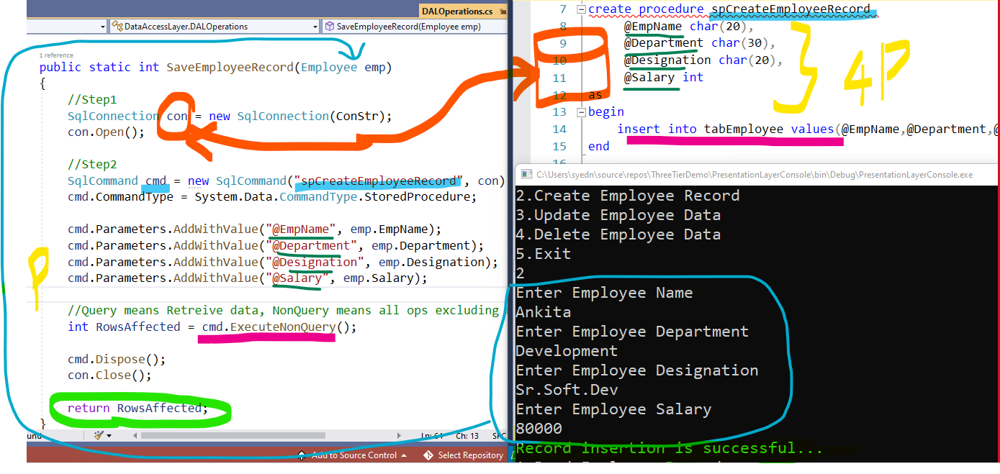 DALOperations.cs
DataAccessLayer.DALOperations
SaveEmployeeRecord(Employee emp)
1 reference
public static int SaveEmployeeRecord(Employee emp)
{
//Step1
SqlConnection con = new SqlConnection(ConStr);
con.Open();
//Step2
SqlCommand cmd = new SqlCommand("spCreateEmployeeRecord", con)
cmd.CommandType = System.Data.CommandType.StoredProcedure;
cmd.Parameters.AddWithValue("@EmpName", emp.EmpName);
cmd.Parameters.AddWithValue("@Department", emp.Department);
cmd.Parameters.AddWithValue("@Designation", emp.Designation);
cmd.Parameters.AddWithValue("@Salary", emp.Salary);
P
//Query means Retreive data, NonQuery means all ops excluding
int RowsAffected = cmd.ExecuteNonQuery();
cmd.Dispose();
con.Close();
return RowsAffected;
}
Ch: 13
Add to Source Control
Select Repository
7 create procedure spCreateEmployeeRecord
8 @EmpName char(20),
9 @Department char(30),
10 @Designation char(20),
11 @Salary int
} 4P
12 as
13 begin
14 insert into tabEmployee values(@EmpName,@Department,@
15 end
16
C:\Users\syedn\source\repos\ThreeTierDemo\PresentationLayerConsole\bin\Debug\PresentationLayerConsole.exe
2.Create Employee Record
3.Update Employee Data
4.Delete Employee Data
5.Exit
2
Enter Employee Name
Ankita
Enter Employee Department
Development
Enter Employee Designation
Sr.Soft.Dev
Enter Employee Salary
80000
Record insertion is successful...